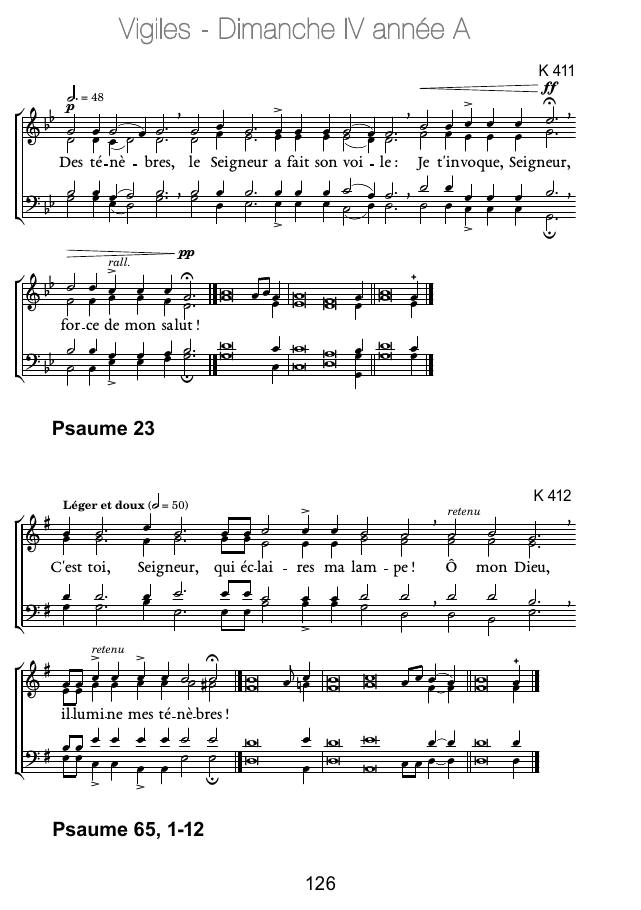 Vigiles - Dimanche IV année A
K 411
𝅗𝅥. = 48
p
ff
Des té-nè-bres, le Seigneur a fait son voi-le: Je t'invoque, Seigneur,
rall.
pp
for-ce de mon salut !
Psaume 23
K 412
Léger et doux (𝅗𝅥 = 50)
retenu
C'est toi, Seigneur, qui éc-lai-res ma lam-pe ! Ô mon Dieu,
retenu
il-lumi-ne mes té-nè-bres !
Psaume 65, 1-12
126